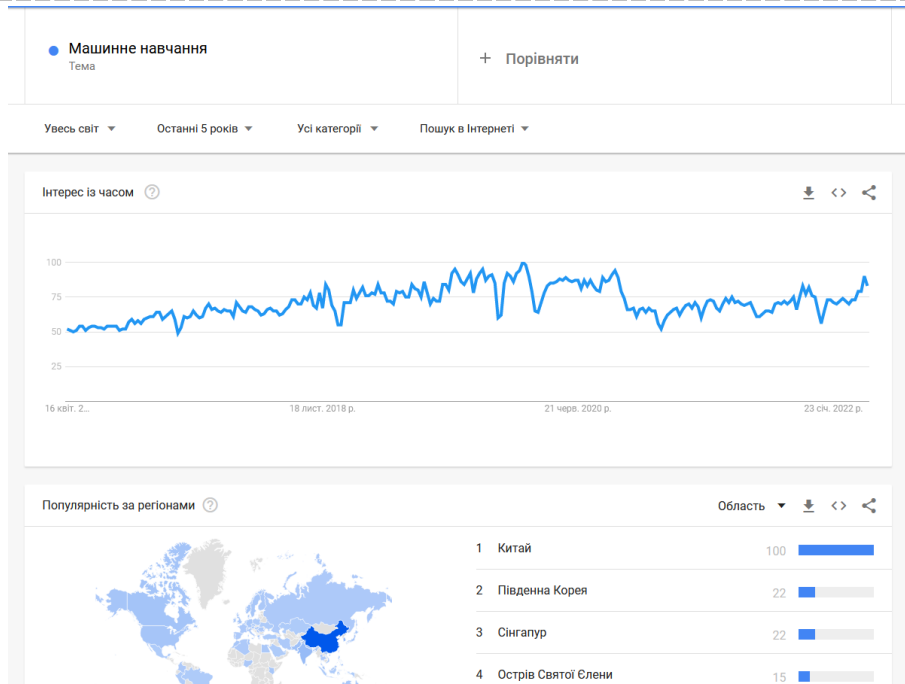 Машинне навчання
Тема
+ Порівняти
Увесь світ Останні 5 років Усі категорії Пошук в Інтернеті
Інтерес із часом ?
100
75
50
25
16 квіт. 2… 18 лист. 2018 р. 21 черв. 2020 р. 23 січ. 2022 р.
Популярність за регіонами ? Область
1 Китай 100
2 Південна Корея 22
3 Сінгапур 22
4 Острів Святої Єлени 15